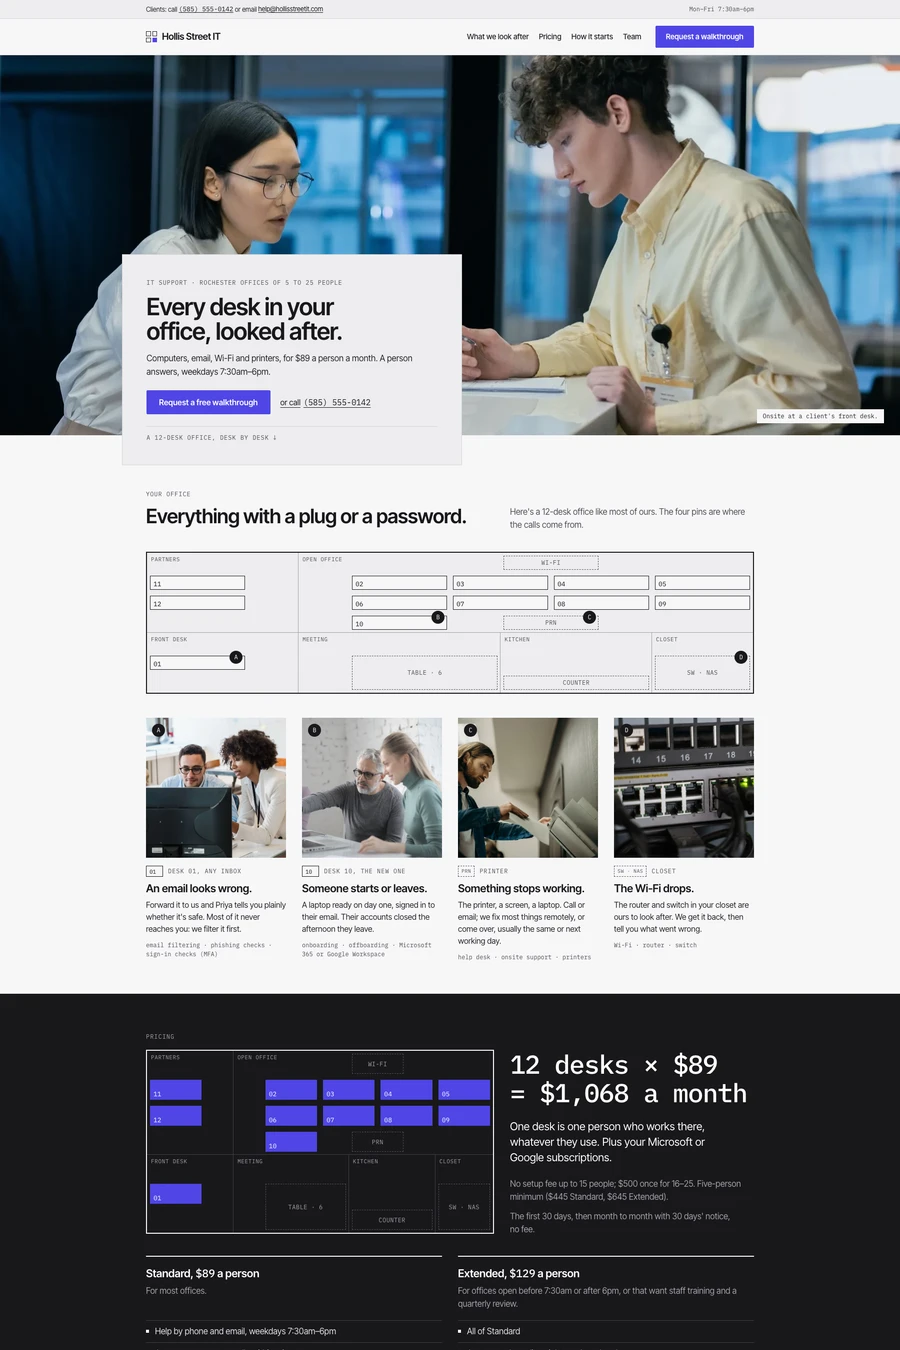 Clients: call (585) 555-0142 or email help@hollisstreetit.com
Mon–Fri 7:30am–6pm
Hollis Street IT
What we look after
Pricing
How it starts
Team
Request a walkthrough
IT SUPPORT · ROCHESTER OFFICES OF 5 TO 25 PEOPLE
Every desk in your
office, looked after.
Computers, email, Wi-Fi and printers, for $89 a person a month. A person
answers, weekdays 7:30am–6pm.
Request a free walkthrough
or call (585) 555-0142
A 12-DESK OFFICE, DESK BY DESK ↓
Onsite at a client's front desk.
YOUR OFFICE
Everything with a plug or a password.
Here's a 12-desk office like most of ours. The four pins are where
the calls come from.
PARTNERS
OPEN OFFICE
WI-FI
11
02
03
04
05
12
06
07
08
09
B
C
10
PRN
FRONT DESK
MEETING
KITCHEN
CLOSET
A
D
01
TABLE · 6
SW · NAS
COUNTER
A
B
C
D
14 15 16 17 18
01
DESK 01, ANY INBOX
An email looks wrong.
Forward it to us and Priya tells you plainly
whether it's safe. Most of it never
reaches you: we filter it first.
email filtering · phishing checks ·
sign-in checks (MFA)
10
DESK 10, THE NEW ONE
Someone starts or leaves.
A laptop ready on day one, signed in to
their email. Their accounts closed the
afternoon they leave.
onboarding · offboarding · Microsoft
365 or Google Workspace
PRN
PRINTER
Something stops working.
The printer, a screen, a laptop. Call or
email; we fix most things remotely, or
come over, usually the same or next
working day.
help desk · onsite support · printers
SW · NAS
CLOSET
The Wi-Fi drops.
The router and switch in your closet are
ours to look after. We get it back, then
tell you what went wrong.
Wi-Fi · router · switch
PRICING
PARTNERS
OPEN OFFICE
WI-FI
11
02
03
04
05
12
06
07
08
09
10
PRN
FRONT DESK
MEETING
KITCHEN
CLOSET
01
TABLE · 6
SW · NAS
COUNTER
12 desks × $89
= $1,068 a month
One desk is one person who works there,
whatever they use. Plus your Microsoft or
Google subscriptions.
No setup fee up to 15 people; $500 once for 16–25. Five-person
minimum ($445 Standard, $645 Extended).
The first 30 days, then month to month with 30 days' notice,
no fee.
Standard, $89 a person
For most offices.
Help by phone and email, weekdays 7:30am–6pm
Extended, $129 a person
For offices open before 7:30am or after 6pm, or that want staff training and a
quarterly review.
All of Standard